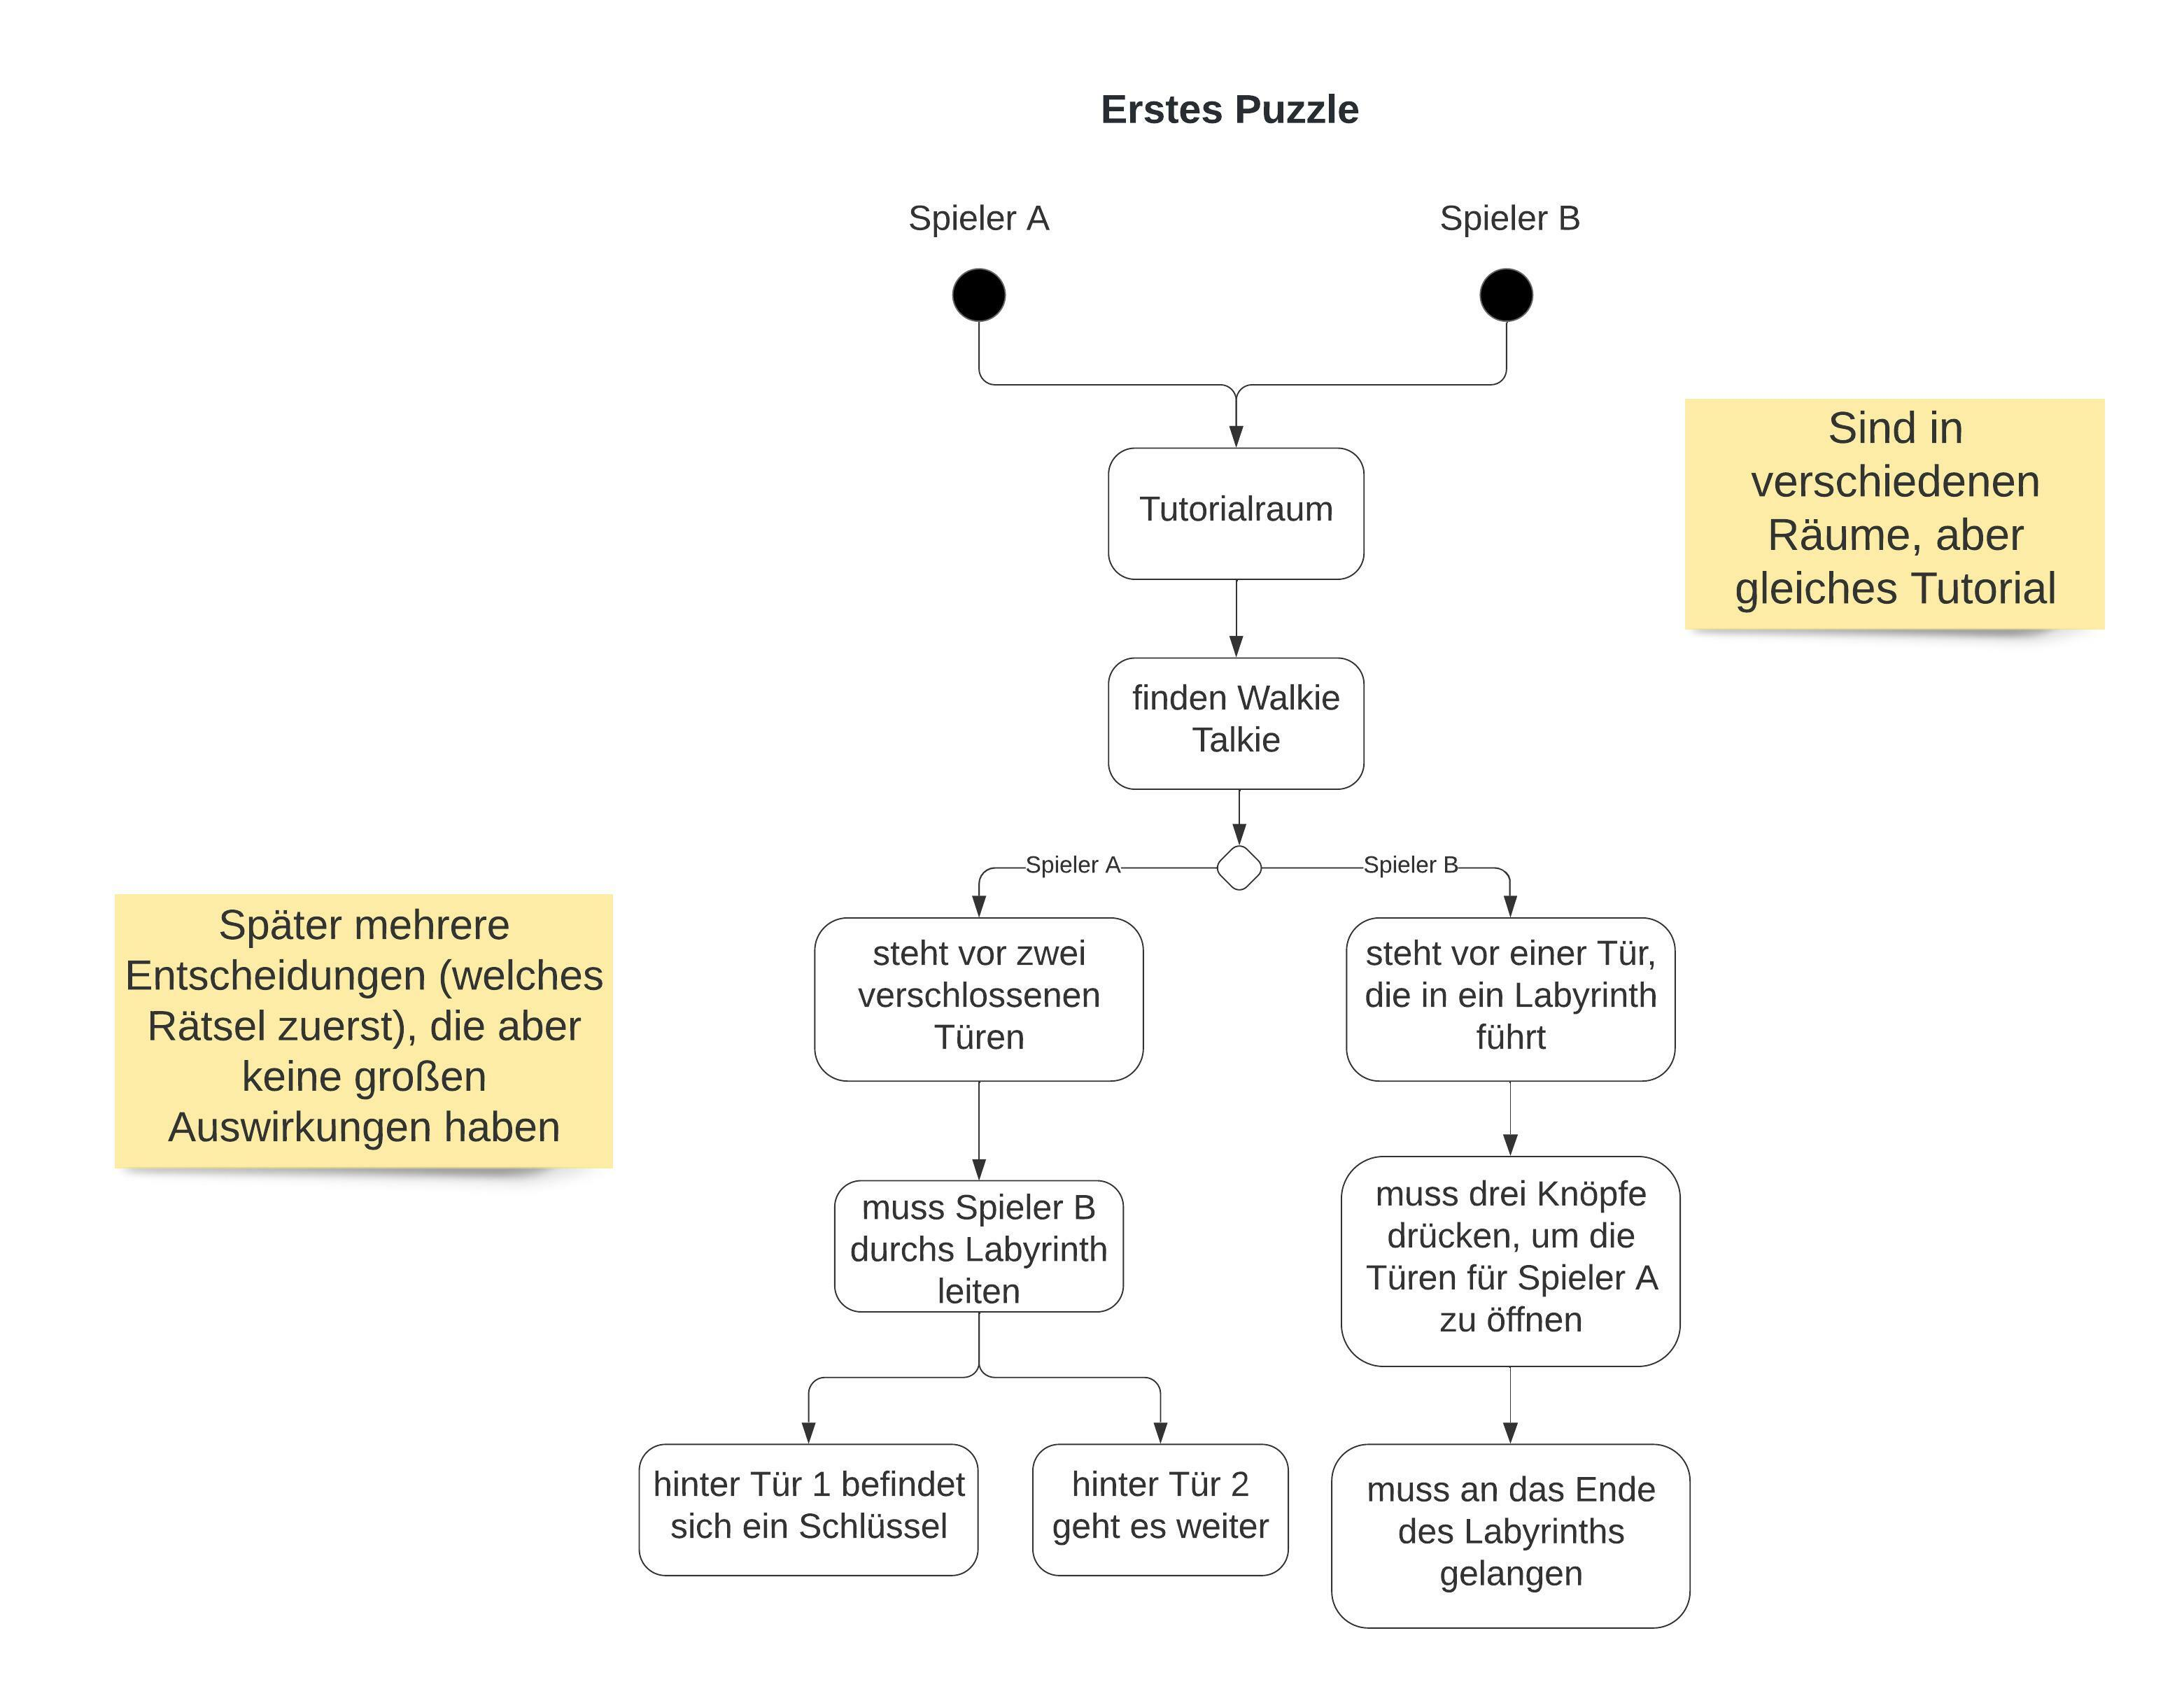 Erstes Puzzle
Spieler A
Spieler B
Sind in
verschiedenen
Räume, aber
gleiches Tutorial
Tutorialraum
finden Walkie
Talkie
Spieler A
Spieler B
Später mehrere
Entscheidungen (welches
Rätsel zuerst), die aber
keine großen
Auswirkungen haben
steht vor zwei
verschlossenen
Türen
steht vor einer Tür,
die in ein Labyrinth
führt
muss Spieler B
durchs Labyrinth
leiten
muss drei Knöpfe
drücken, um die
Türen für Spieler A
zu öffnen
hinter Tür 1 befindet
sich ein Schlüssel
hinter Tür 2
geht es weiter
muss an das Ende
des Labyrinths
gelangen